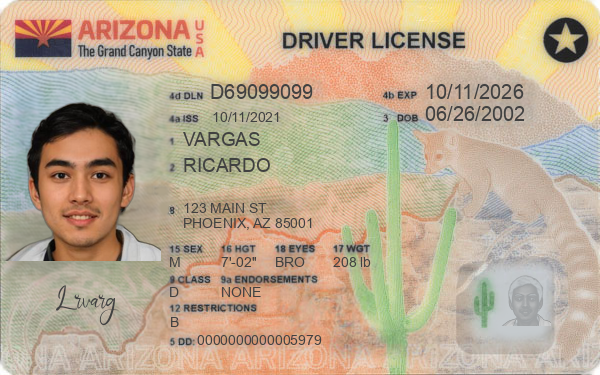 ARIZONA USA
The Grand Canyon State
DRIVER LICENSE
4d DLN D69099099
4b EXP 10/11/2026
4a ISS 10/11/2021
3 DOB 06/26/2002
1 VARGAS
2 RICARDO
8 123 MAIN ST
PHOENIX, AZ 85001
15 SEX 16 HGT 18 EYES 17 WGT
M 7'-02" BRO 208 lb
9 CLASS 9a ENDORSEMENTS
D NONE
12 RESTRICTIONS
B
5 DD: 0000000000005979
Lrvarg
ARIZONA ARIZONA ARIZONA ARIZONA